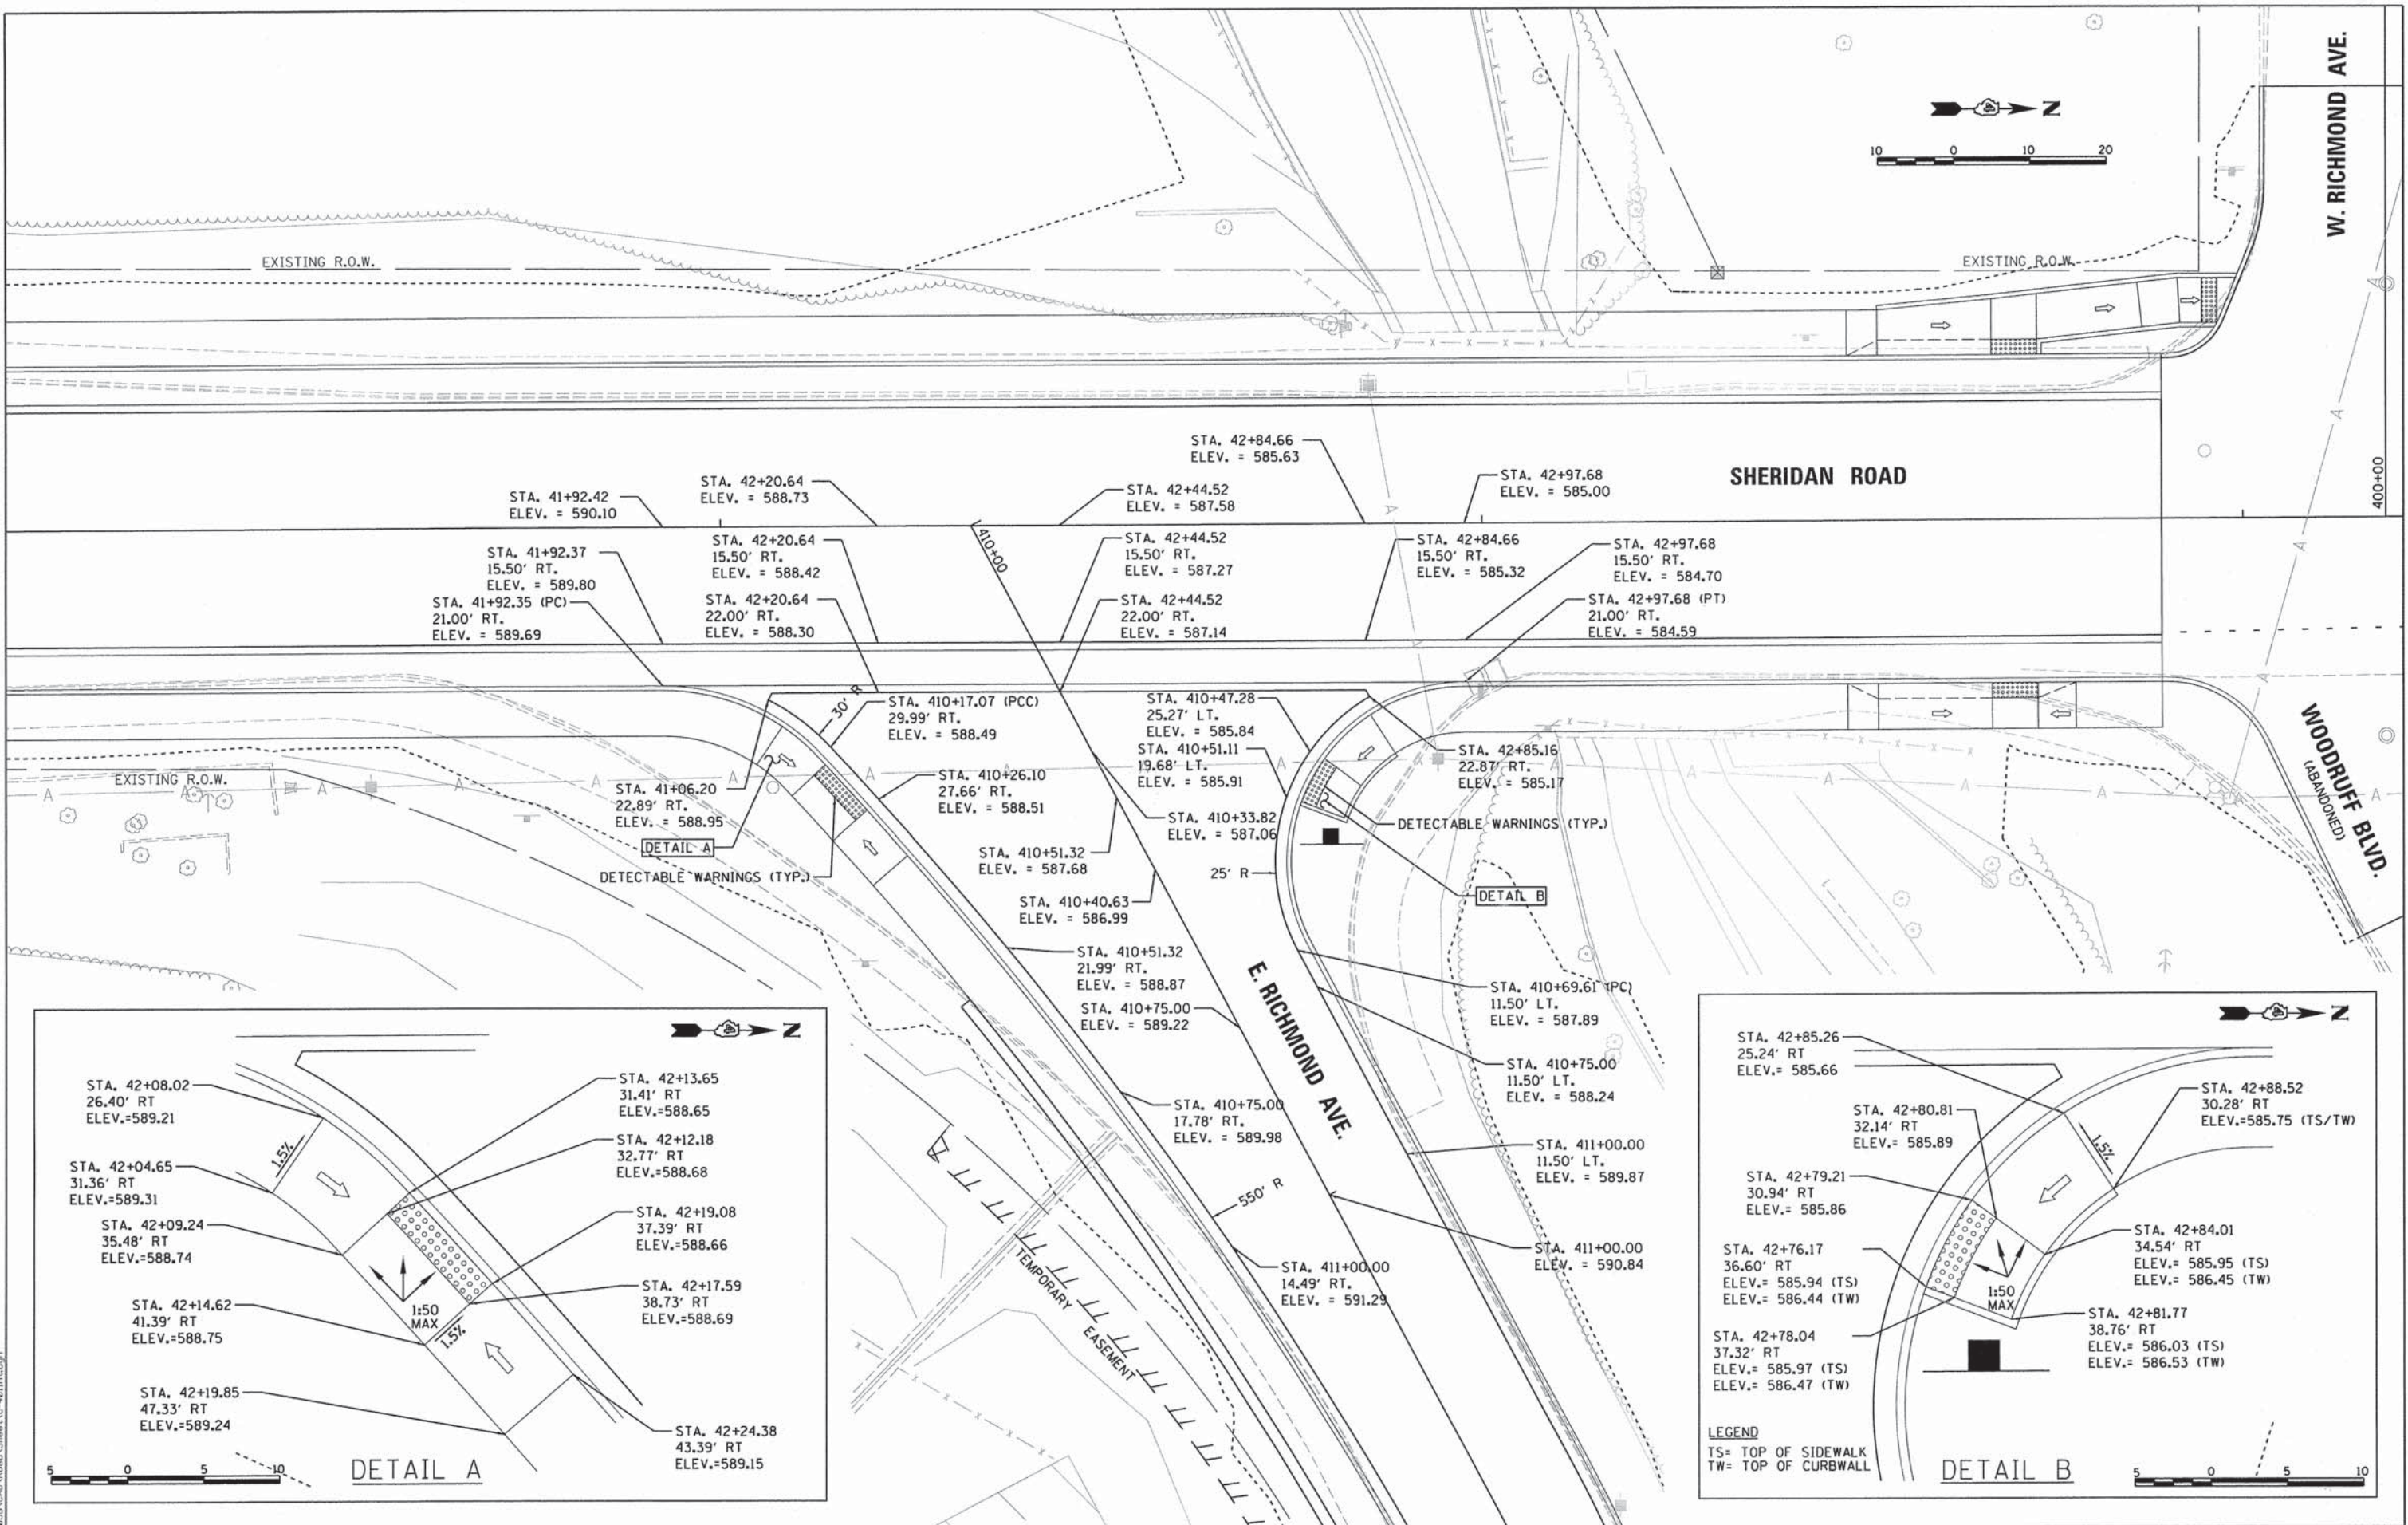 W. RICHMOND AVE.
N
10 0 10 20
EXISTING R.O.W.
EXISTING R.O.W.
400+00
SHERIDAN ROAD
STA. 41+92.42
ELEV. = 590.10
STA. 42+20.64
ELEV. = 588.73
STA. 42+44.52
ELEV. = 587.58
STA. 42+84.66
ELEV. = 585.63
STA. 42+97.68
ELEV. = 585.00
410+00
STA. 41+92.37
15.50' RT.
ELEV. = 589.80
STA. 42+20.64
15.50' RT.
ELEV. = 588.42
STA. 42+44.52
15.50' RT.
ELEV. = 587.27
STA. 42+84.66
15.50' RT.
ELEV. = 585.32
STA. 42+97.68
15.50' RT.
ELEV. = 584.70
STA. 41+92.35 (PC)
21.00' RT.
ELEV. = 589.69
STA. 42+20.64
22.00' RT.
ELEV. = 588.30
STA. 42+44.52
22.00' RT.
ELEV. = 587.14
STA. 42+97.68 (PT)
21.00' RT.
ELEV. = 584.59
30' R
STA. 410+17.07 (PCC)
29.99' RT.
ELEV. = 588.49
STA. 410+47.28
25.27' LT.
ELEV. = 585.84
STA. 410+51.11
19.68' LT.
ELEV. = 585.91
STA. 42+85.16
22.87' RT.
ELEV. = 585.17
EXISTING R.O.W.
A A A A A A A A A A A A
STA. 41+06.20
22.89' RT.
ELEV. = 588.95
STA. 410+26.10
27.66' RT.
ELEV. = 588.51
STA. 410+33.82
ELEV. = 587.06
DETECTABLE WARNINGS (TYP.)
DETAIL A
DETECTABLE WARNINGS (TYP.)
STA. 410+51.32
ELEV. = 587.68
25' R
DETAIL B
STA. 410+40.63
ELEV. = 586.99
WOODRUFF BLVD.
(ABANDONED)
STA. 410+51.32
21.99' RT.
ELEV. = 588.87
E. RICHMOND AVE.
STA. 410+69.61 (PC)
11.50' LT.
ELEV. = 587.89
STA. 410+75.00
ELEV. = 589.22
STA. 410+75.00
11.50' LT.
ELEV. = 588.24
STA. 410+75.00
17.78' RT.
ELEV. = 589.98
STA. 411+00.00
11.50' LT.
ELEV. = 589.87
550' R
STA. 411+00.00
ELEV. = 590.84
STA. 411+00.00
14.49' RT.
ELEV. = 591.29
TEMPORARY EASEMENT
N
STA. 42+08.02
26.40' RT
ELEV.=589.21
STA. 42+13.65
31.41' RT
ELEV.=588.65
1.5%
STA. 42+12.18
32.77' RT
ELEV.=588.68
STA. 42+04.65
31.36' RT
ELEV.=589.31
STA. 42+09.24
35.48' RT
ELEV.=588.74
STA. 42+19.08
37.39' RT
ELEV.=588.66
STA. 42+17.59
38.73' RT
ELEV.=588.69
1:50
MAX
1.5%
STA. 42+14.62
41.39' RT
ELEV.=588.75
STA. 42+19.85
47.33' RT
ELEV.=589.24
STA. 42+24.38
43.39' RT
ELEV.=589.15
5 0 5 10
DETAIL A
N
STA. 42+85.26
25.24' RT
ELEV.= 585.66
STA. 42+88.52
30.28' RT
ELEV.=585.75 (TS/TW)
STA. 42+80.81
32.14' RT
ELEV.= 585.89
1.5%
STA. 42+79.21
30.94' RT
ELEV.= 585.86
STA. 42+84.01
34.54' RT
ELEV.= 585.95 (TS)
ELEV.= 586.45 (TW)
STA. 42+76.17
36.60' RT
ELEV.= 585.94 (TS)
ELEV.= 586.44 (TW)
1:50
MAX
STA. 42+81.77
38.76' RT
ELEV.= 586.03 (TS)
ELEV.= 586.53 (TW)
STA. 42+78.04
37.32' RT
ELEV.= 585.97 (TS)
ELEV.= 586.47 (TW)
LEGEND
TS= TOP OF SIDEWALK
TW= TOP OF CURBWALL
DETAIL B
5 0 5 10